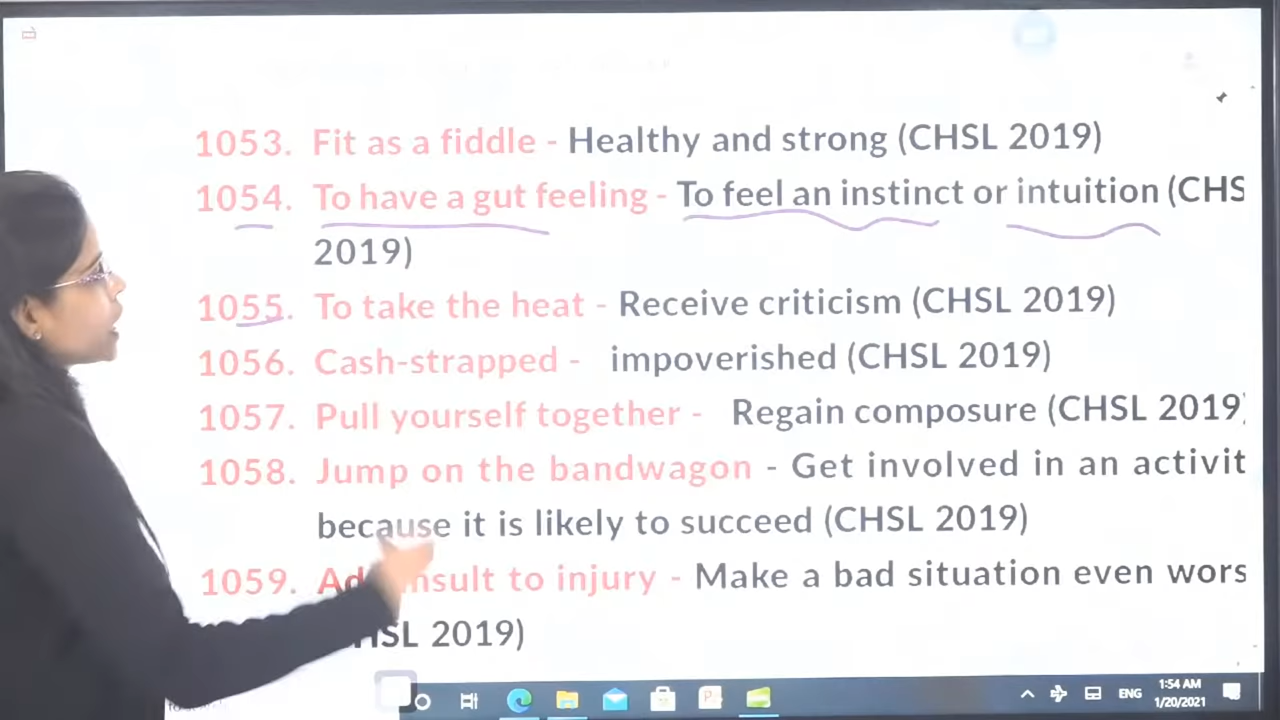 1053. Fit as a fiddle - Healthy and strong (CHSL 2019)
1054. To have a gut feeling - To feel an instinct or intuition (CHS
2019)
1055. To take the heat - Receive criticism (CHSL 2019)
1056. Cash-strapped - impoverished (CHSL 2019)
1057. Pull yourself together - Regain composure (CHSL 2019)
1058. Jump on the bandwagon - Get involved in an activit
because it is likely to succeed (CHSL 2019)
1059. Ad insult to injury - Make a bad situation even wors
HSL 2019)
ENG
1:54 AM
1/20/2021